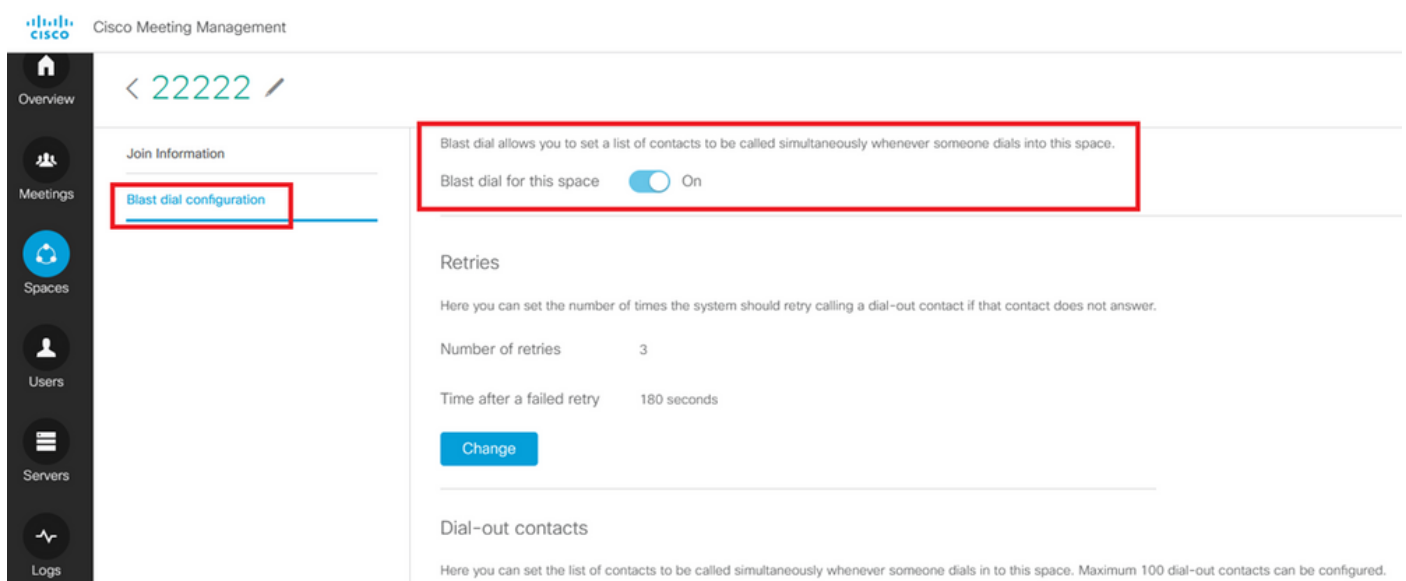 CISCO
Cisco Meeting Management
Overview
Meetings
Spaces
Users
Servers
Logs
< 22222
Join Information
Blast dial configuration
Blast dial allows you to set a list of contacts to be called simultaneously whenever someone dials into this space.
Blast dial for this space On
Retries
Here you can set the number of times the system should retry calling a dial-out contact if that contact does not answer.
Number of retries 3
Time after a failed retry 180 seconds
Change
Dial-out contacts
Here you can set the list of contacts to be called simultaneously whenever someone dials in to this space. Maximum 100 dial-out contacts can be configured.